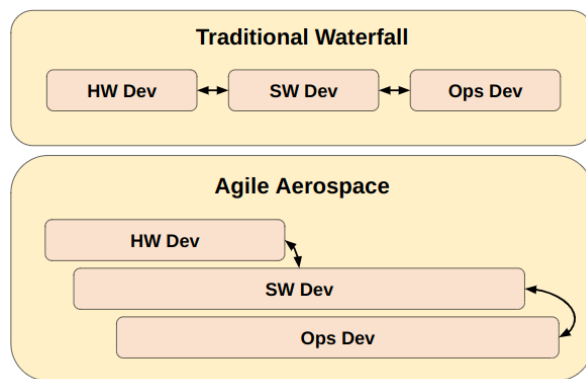 Traditional Waterfall
HW Dev
SW Dev
Ops Dev
Agile Aerospace
HW Dev
SW Dev
Ops Dev